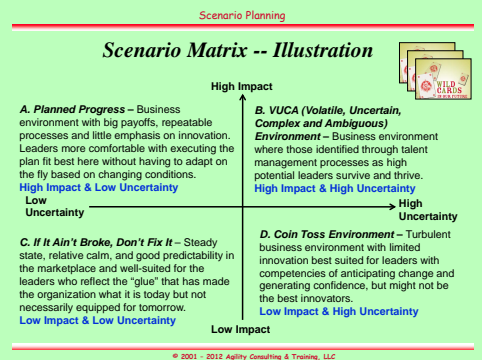 Scenario Planning
Scenario Matrix -- Illustration
WILD
CARDS
IN OUR FUTURE
High Impact
A. Planned Progress – Business
environment with big payoffs, repeatable
processes and little emphasis on innovation.
Leaders more comfortable with executing the
plan fit best here without having to adapt on
the fly based on changing conditions.
High Impact & Low Uncertainty
B. VUCA (Volatile, Uncertain,
Complex and Ambiguous)
Environment – Business environment
where those identified through talent
management processes as high
potential leaders survive and thrive.
High Impact & High Uncertainty
Low
Uncertainty
High
Uncertainty
C. If It Ain't Broke, Don't Fix It – Steady
state, relative calm, and good predictability in
the marketplace and well-suited for the
leaders who reflect the “glue” that has made
the organization what it is today but not
necessarily equipped for tomorrow.
Low Impact & Low Uncertainty
D. Coin Toss Environment – Turbulent
business environment with limited
innovation best suited for leaders with
competencies of anticipating change and
generating confidence, but might not be
the best innovators.
Low Impact & High Uncertainty
Low Impact
© 2001 - 2012 Agility Consulting & Training, LLC